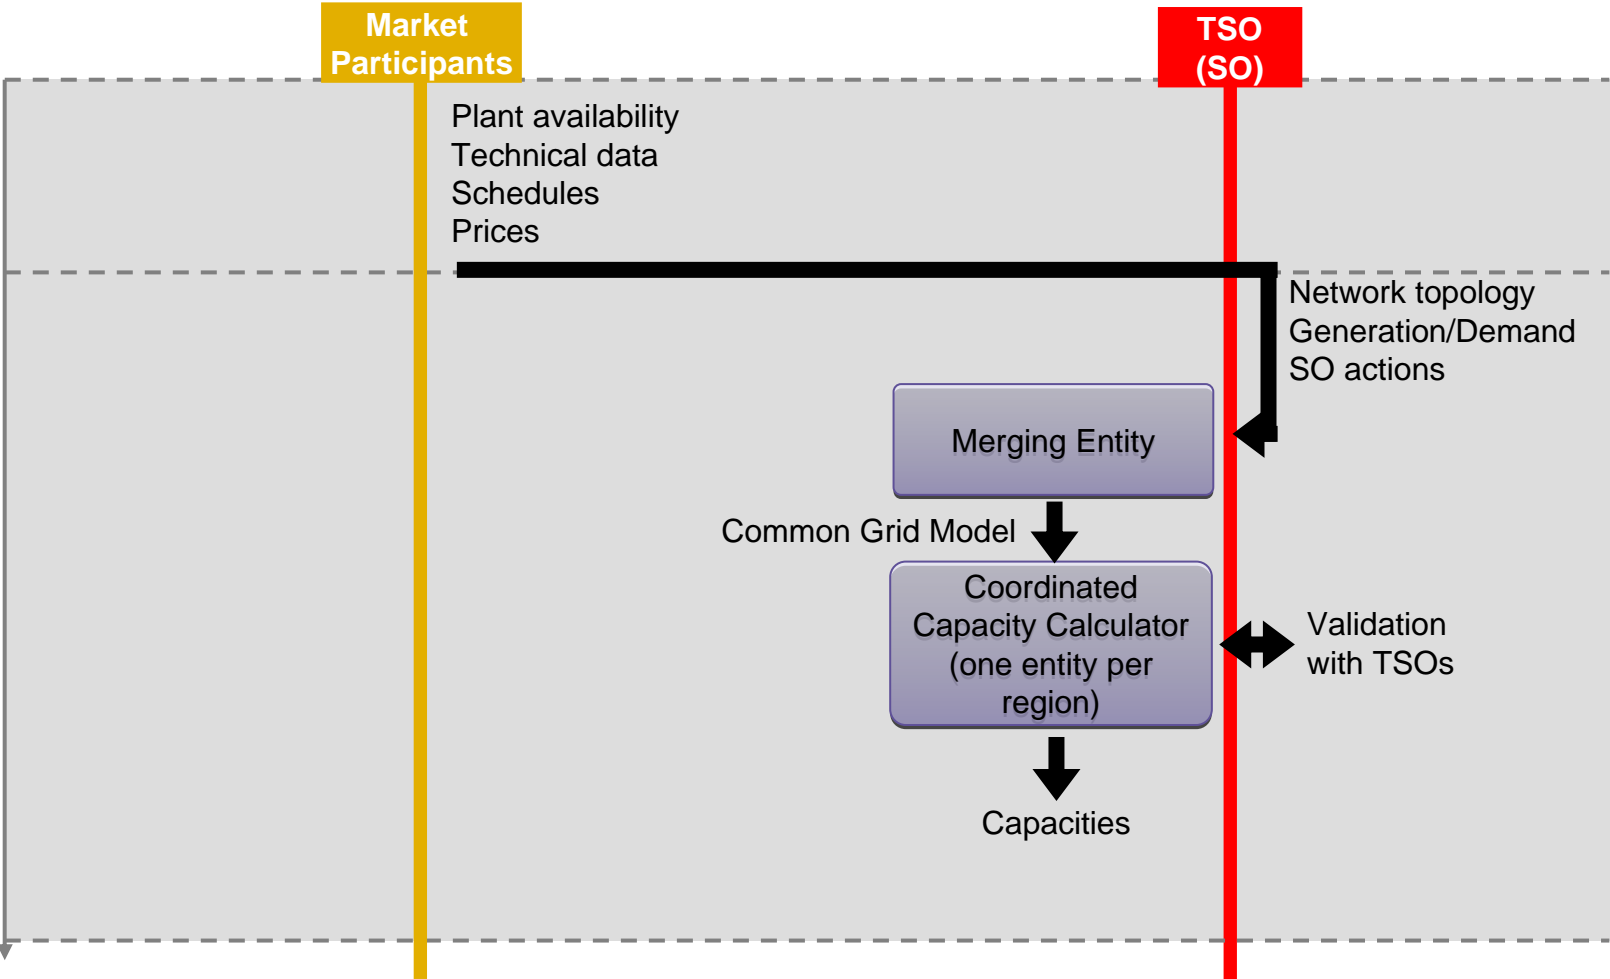 Market
Participants
TSO
(SO)
Plant availability
Technical data
Schedules
Prices
Network topology
Generation/Demand
SO actions
Merging Entity
Common Grid Model
Coordinated
Capacity Calculator
(one entity per
region)
Validation
with TSOs
Capacities